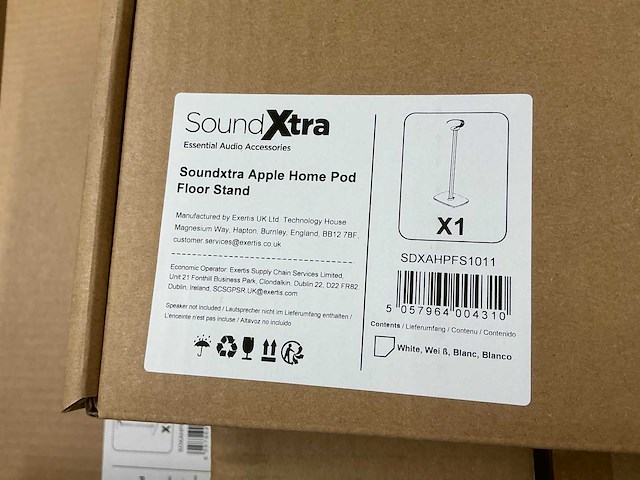 SoundXtra
Essential Audio Accessories
Soundxtra Apple Home Pod
Floor Stand
Manufactured by Exertis UK Ltd. Technology House
Magnesium Way, Hapton, Burnley, England, BB12 7BF.
customer.services@exertis.co.uk
Economic Operator: Exertis Supply Chain Services Limited,
Unit 21 Fonthill Business Park, Clondalkin, Dublin 22, D22 FR82
Dublin, Ireland, SCSGPSR.UK@exertis.com
Speaker not included / Lautsprecher nicht im Lieferumfang enthalten /
L'enceinte n'est pas incluse / Altavoz no incluido
X1
SDXAHPFS1011
5 057964 004310
Contents / Lieferumfang / Contenu / Contenido
White, Wei ß, Blanc, Blanco
X